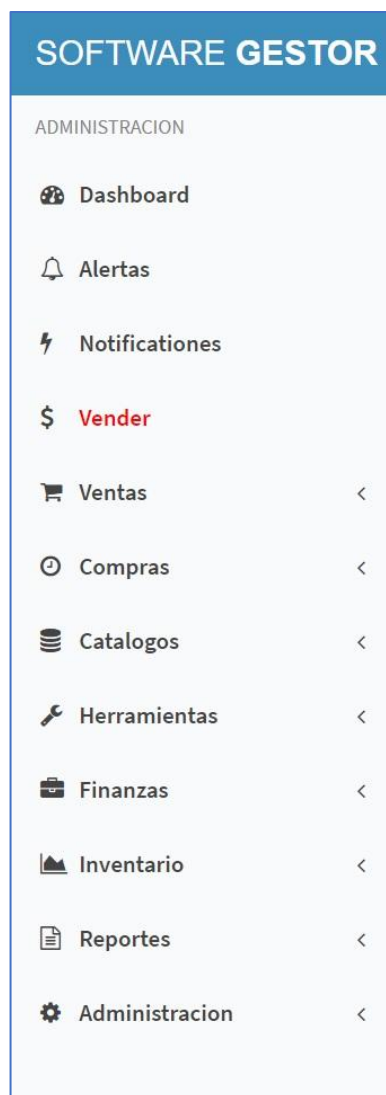 SOFTWARE GESTOR
ADMINISTRACION
Dashboard
Alertas
Notificationes
$ Vender
Ventas
Compras
Catalogos
Herramientas
Finanzas
Inventario
Reportes
Administracion